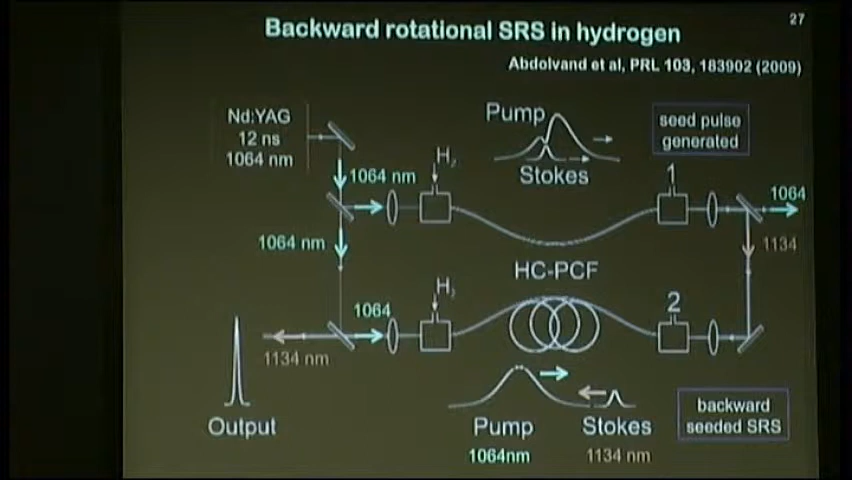 27
Backward rotational SRS in hydrogen
Abdolvand et al, PRL 103, 183902 (2009)
Nd:YAG
12 ns
1064 nm
Pump
Stokes
seed pulse
generated
1064 nm
H₂
1
1064
1134
1064 nm
HC-PCF
1064
H₂
2
1134 nm
Output
Pump
1064nm
Stokes
1134 nm
backward
seeded SRS